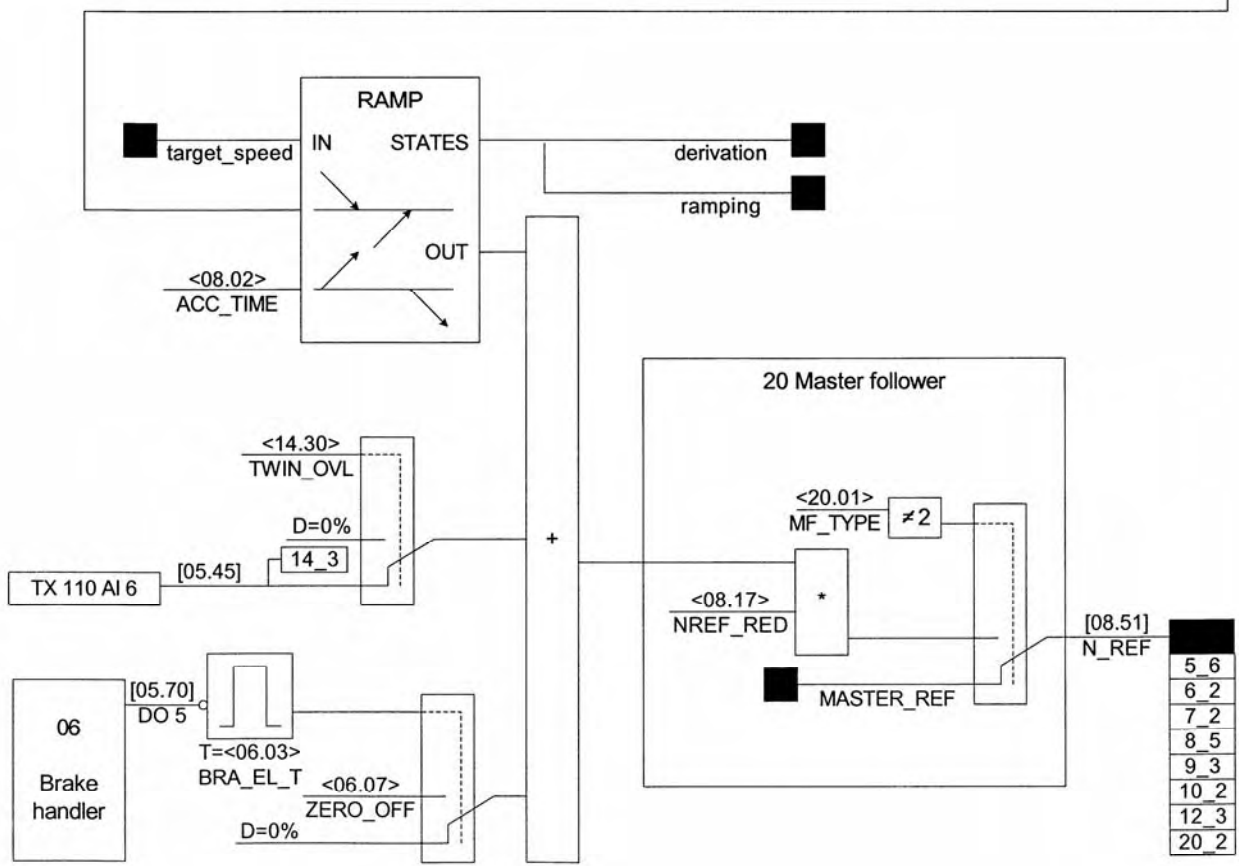 RAMP
target_speed
IN
STATES
derivation
ramping
OUT
<08.02>
ACC_TIME
20 Master follower
<14.30>
TWIN_OVL
<20.01>
MF_TYPE
≠2
D=0%
14_3
+
TX 110 AI 6
[05.45]
<08.17>
NREF_RED
*
[08.51]
N_REF
MASTER_REF
5_6
6_2
7_2
8_5
9_3
10_2
12_3
20_2
06
Brake
handler
[05.70]
DO 5
T=<06.03>
BRA_EL_T
<06.07>
ZERO_OFF
D=0%